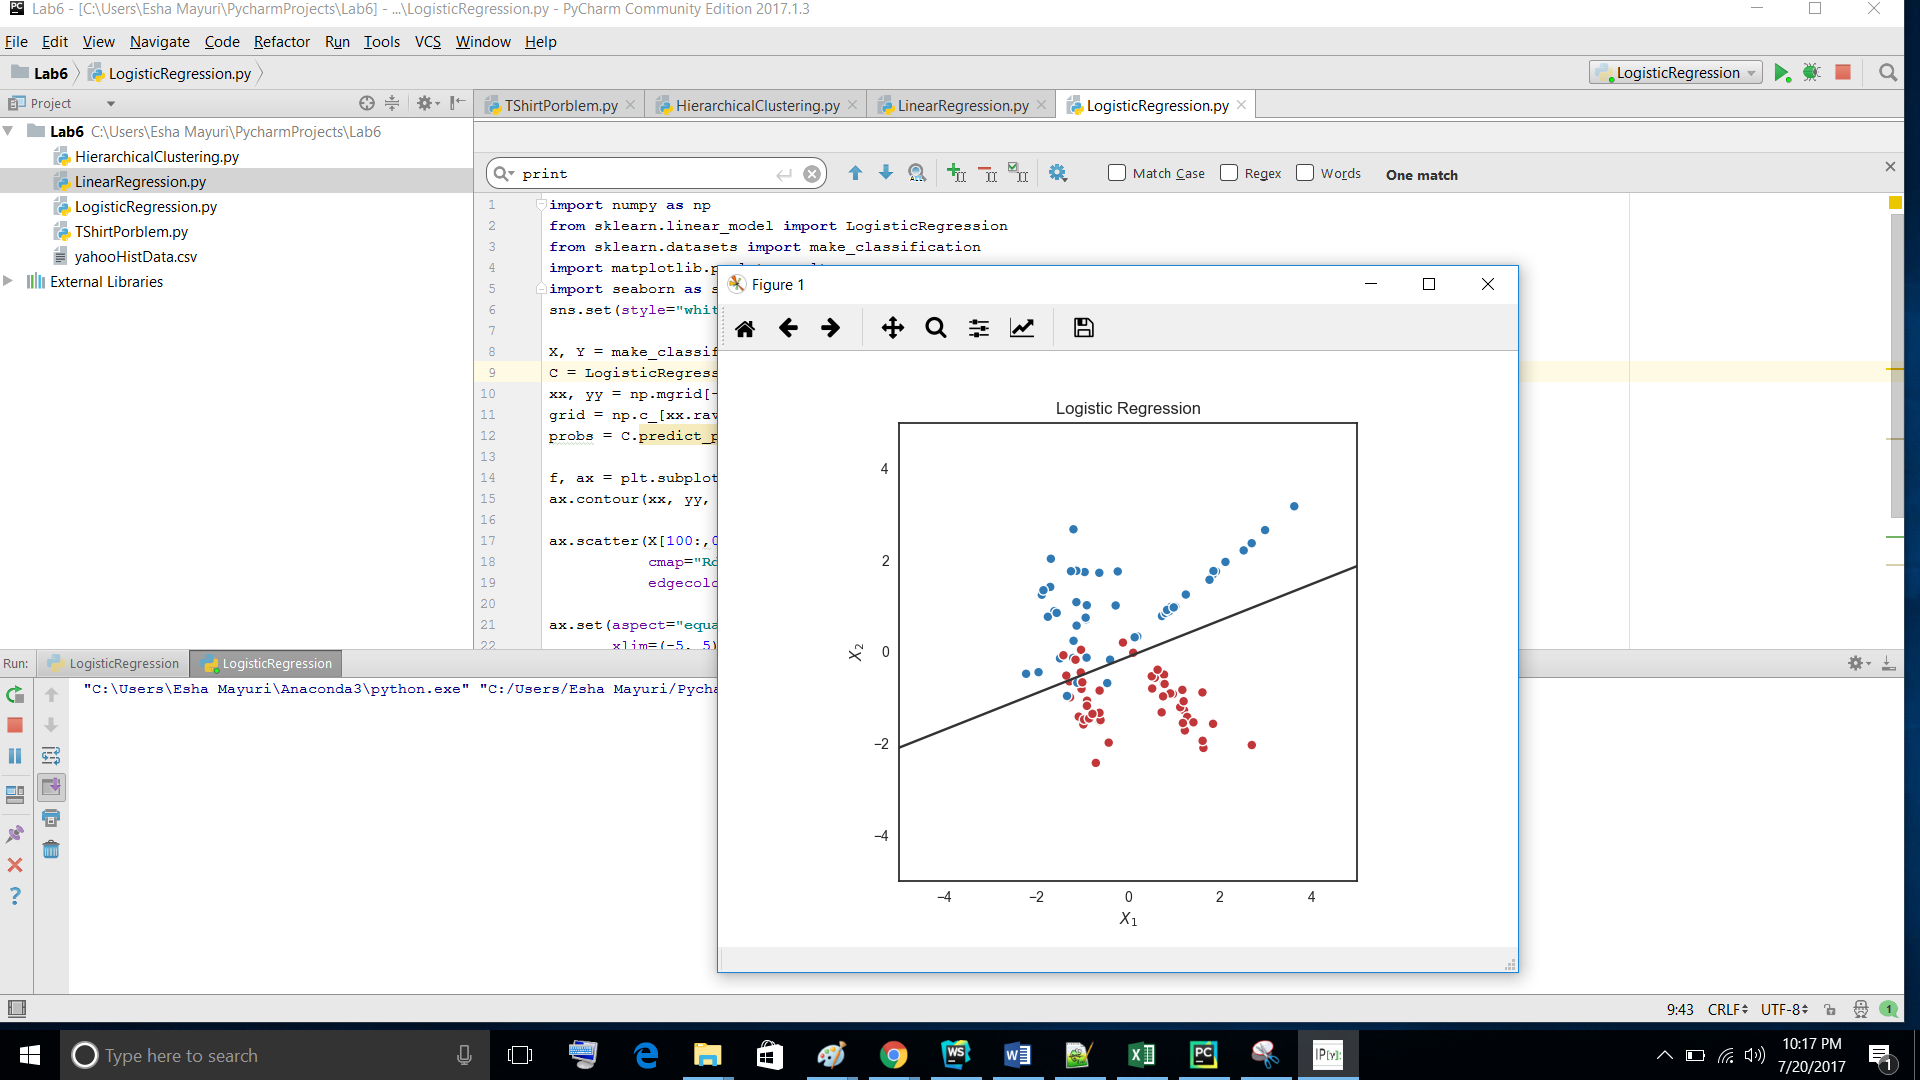 Lab6 - [C:\Users\Esha Mayuri\PycharmProjects\Lab6] - ...\LogisticRegression.py - PyCharm Community Edition 2017.1.3
File Edit View Navigate Code Refactor Run Tools VCS Window Help
Lab6 LogisticRegression.py LogisticRegression
Project TShirtPorblem.py HierarchicalClustering.py LinearRegression.py LogisticRegression.py
Lab6 C:\Users\Esha Mayuri\PycharmProjects\Lab6
HierarchicalClustering.py
LinearRegression.py
LogisticRegression.py
TShirtPorblem.py
yahooHistData.csv
External Libraries
print Match Case Regex Words One match
1 import numpy as np
2 from sklearn.linear_model import LogisticRegression
3 from sklearn.datasets import make_classification
4 import matplotlib.p
5 import seaborn as s
6 sns.set(style="whit
7
8 X, Y = make_classif
9 C = LogisticRegress
10 xx, yy = np.mgrid[-
11 grid = np.c_[xx.rav
12 probs = C.predict_p
13
14 f, ax = plt.subplot
15 ax.contour(xx, yy,
16
17 ax.scatter(X[100:,0
18 cmap="Rd
19 edgecolo
20
21 ax.set(aspect="equa
22 xlim=(-5, 5)
Figure 1
Logistic Regression
4
2
0
−2
−4
X2
−4 −2 0 2 4
X1
Run: LogisticRegression LogisticRegression
"C:\Users\Esha Mayuri\Anaconda3\python.exe" "C:/Users/Esha Mayuri/Pycha
9:43 CRLF UTF-8 1
Type here to search
WS
PC
IP[y]:
10:17 PM
7/20/2017
1